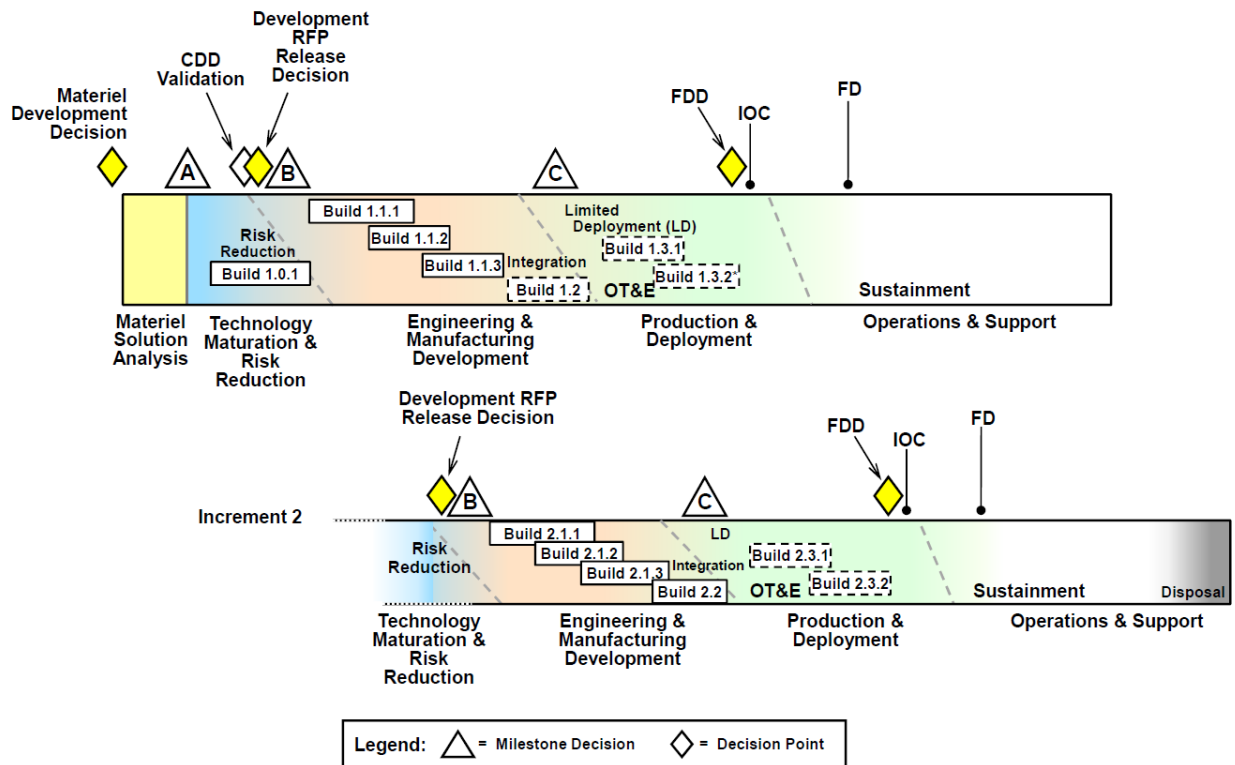 Development
RFP
Release
Decision
CDD
Validation
Materiel
Development
Decision
FDD
IOC
FD
A
B
C
Build 1.1.1
Build 1.1.2
Build 1.1.3
Risk
Reduction
Build 1.0.1
Integration
Build 1.2
Limited
Deployment (LD)
Build 1.3.1
Build 1.3.2*
OT&E
Sustainment
Materiel
Solution
Analysis
Technology
Maturation &
Risk
Reduction
Engineering &
Manufacturing
Development
Production &
Deployment
Operations & Support
Development RFP
Release Decision
FDD
IOC
FD
B
C
Increment 2
Risk
Reduction
Build 2.1.1
Build 2.1.2
Build 2.1.3
Integration
Build 2.2
LD
Build 2.3.1
Build 2.3.2
OT&E
Sustainment
Disposal
Technology
Maturation &
Risk
Reduction
Engineering &
Manufacturing
Development
Production &
Deployment
Operations & Support
Legend: = Milestone Decision = Decision Point